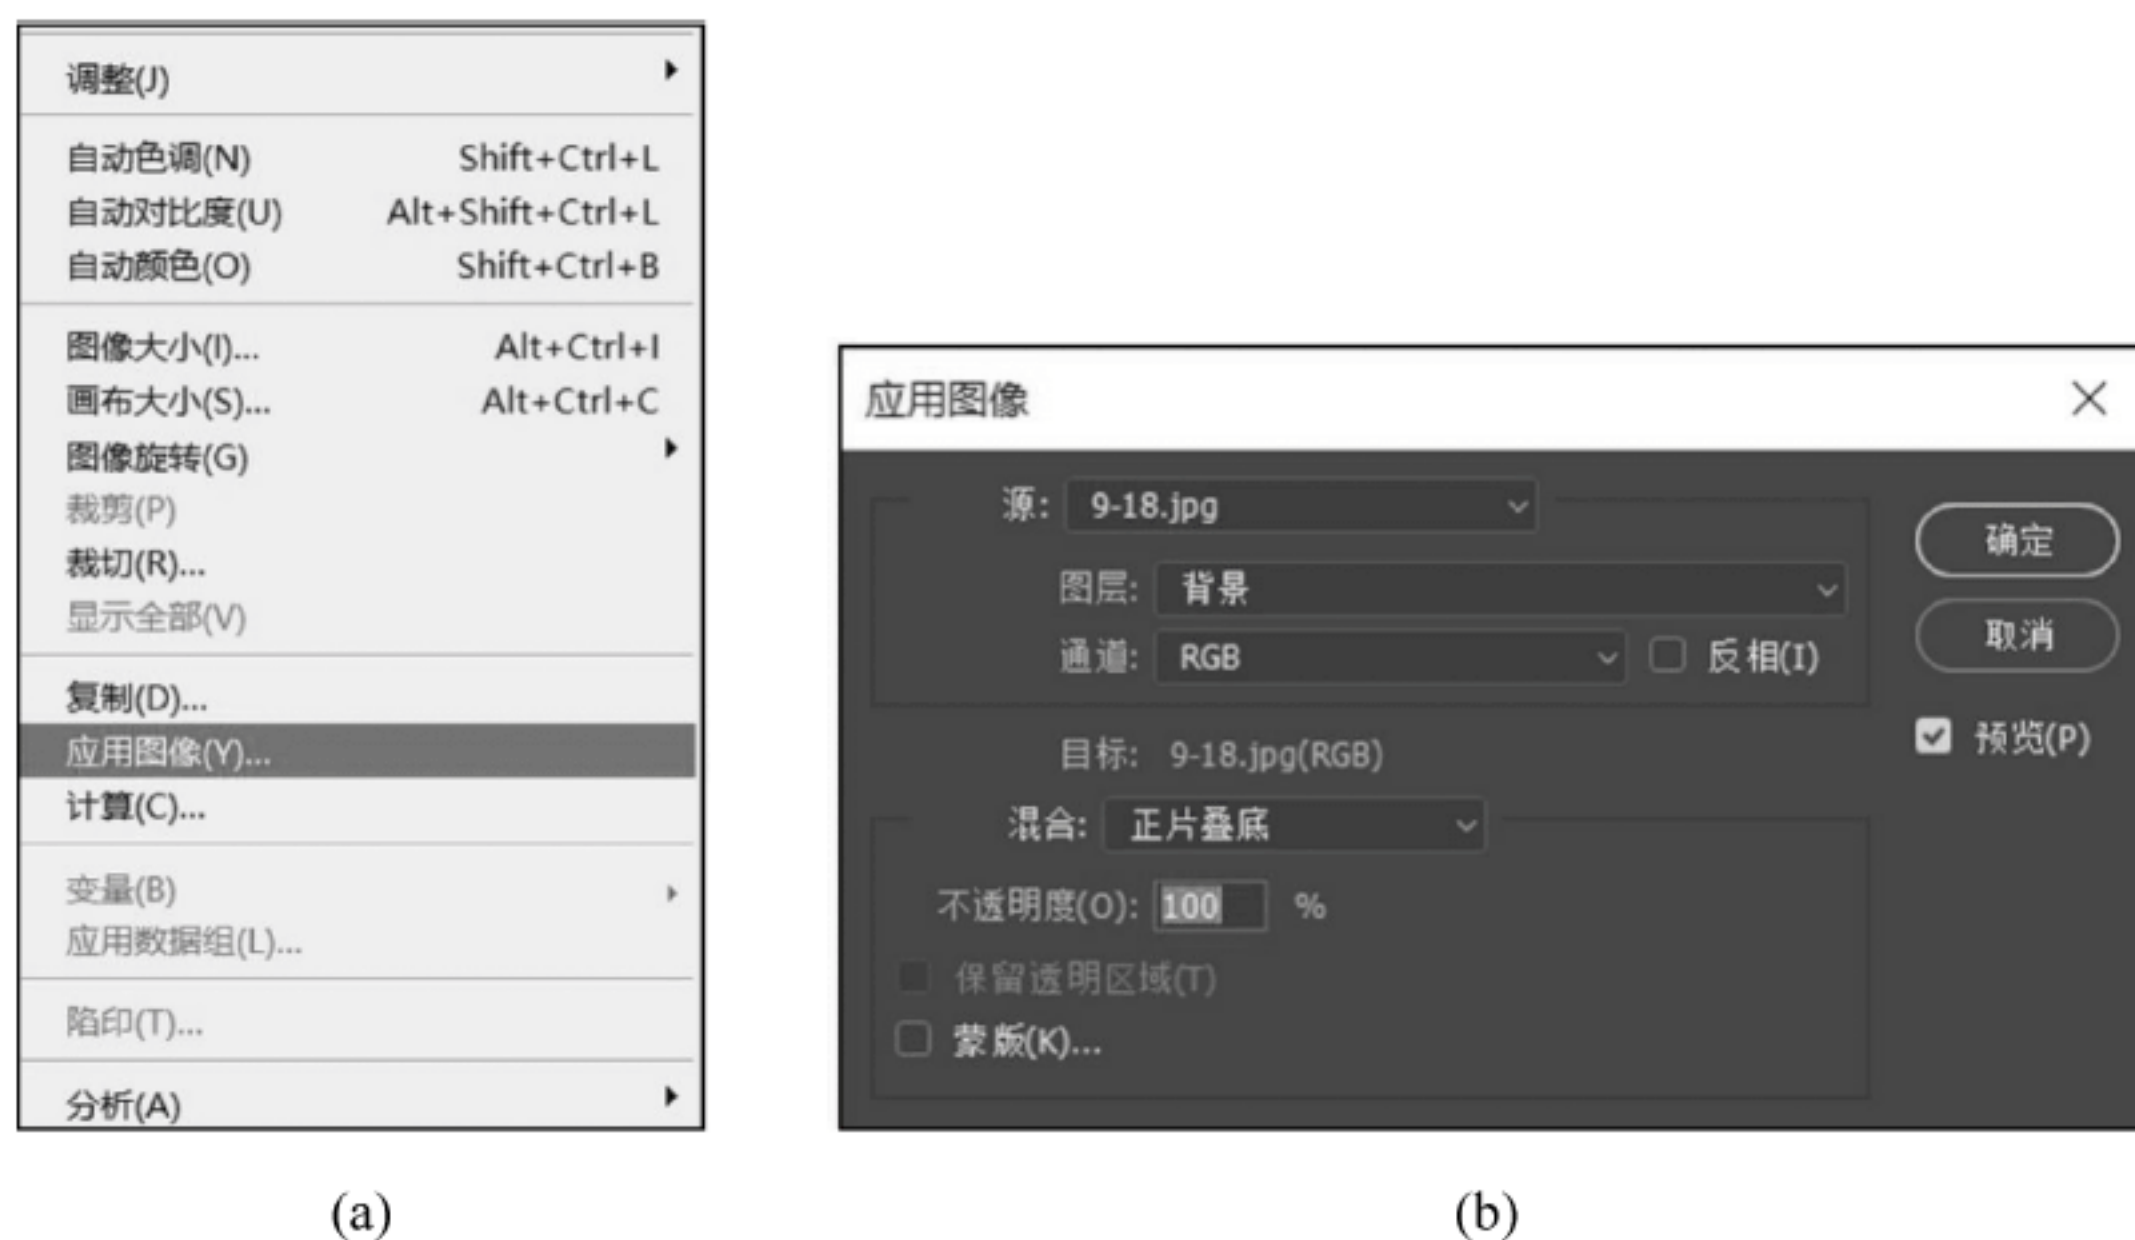 调整(J)
自动色调(N) Shift+Ctrl+L
自动对比度(U) Alt+Shift+Ctrl+L
自动颜色(O) Shift+Ctrl+B
图像大小(I)... Alt+Ctrl+I
画布大小(S)... Alt+Ctrl+C
图像旋转(G)
裁剪(P)
裁切(R)...
显示全部(V)
复制(D)...
应用图像(Y)...
计算(C)...
变量(B)
应用数据组(L)...
陷印(T)...
分析(A)
(a)
应用图像
源: 9-18.jpg
图层: 背景
通道: RGB 反相(I)
目标: 9-18.jpg(RGB)
混合: 正片叠底
不透明度(O): 100 %
保留透明区域(T)
蒙版(K)...
确定
取消
预览(P)
(b)